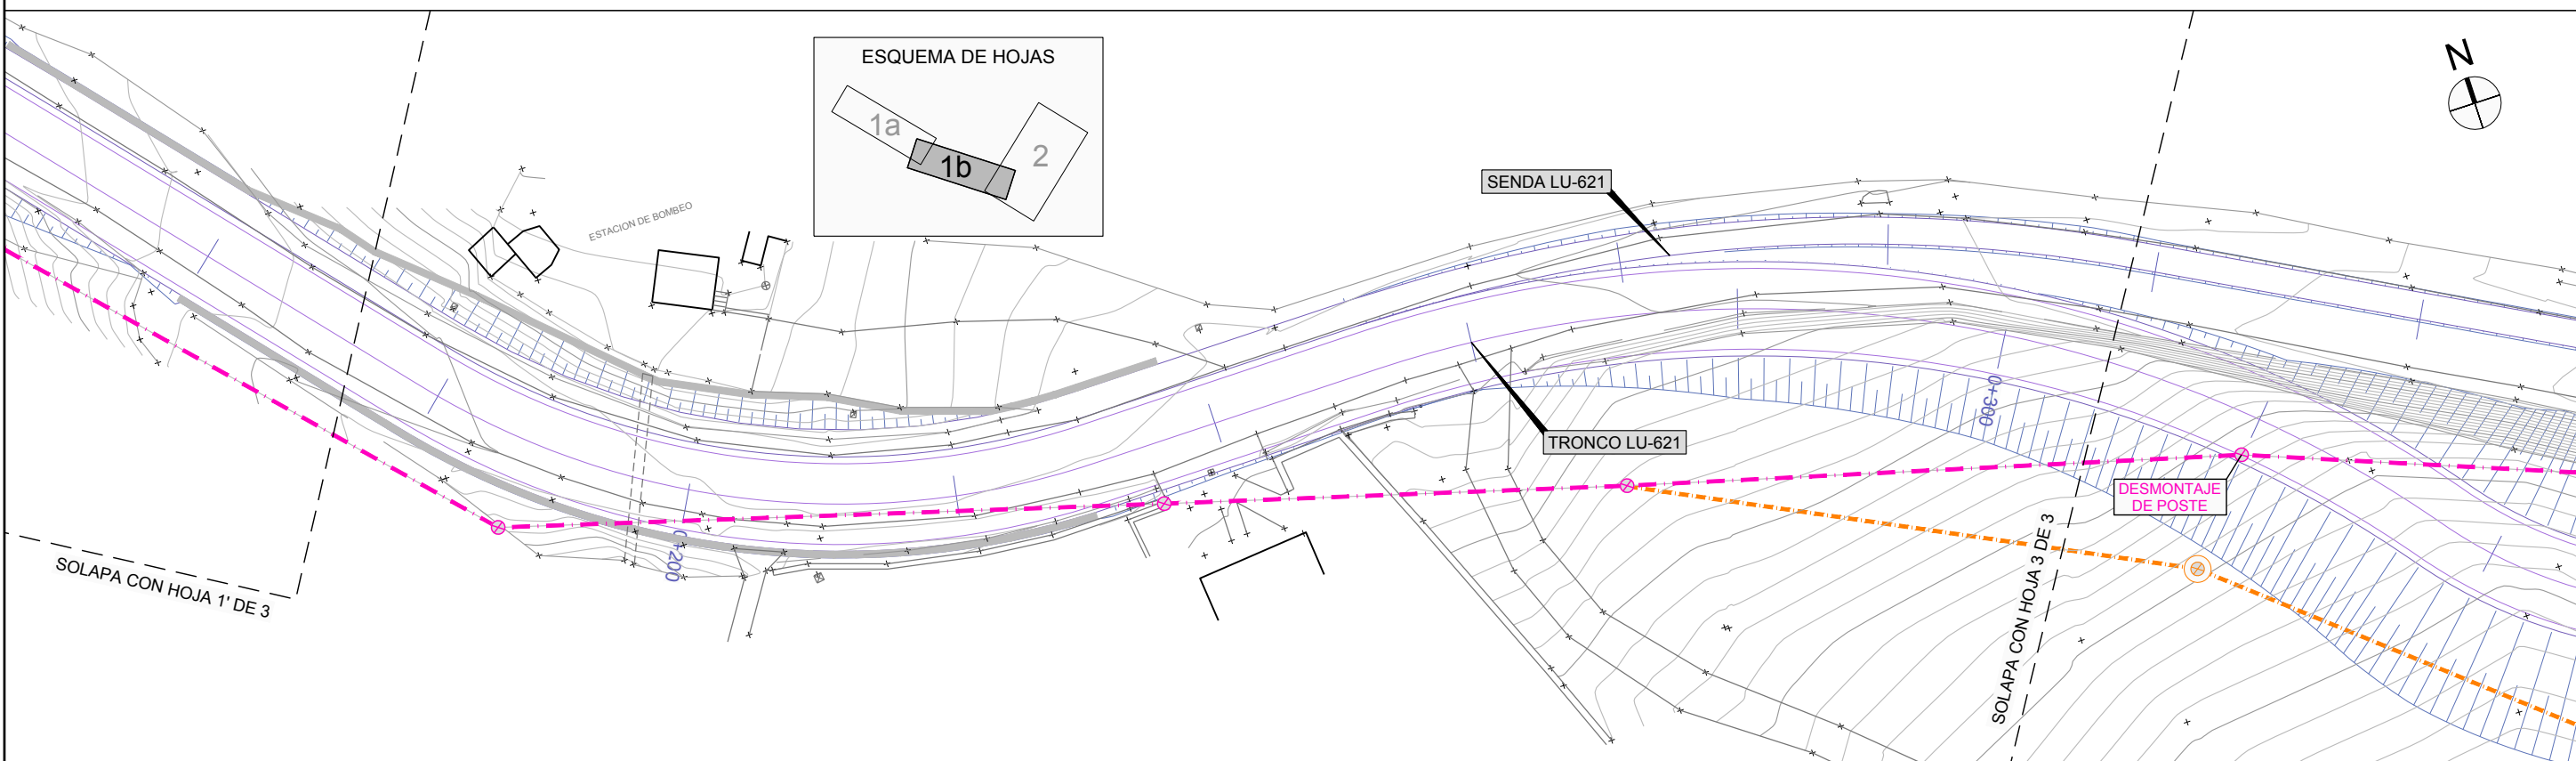 ESQUEMA DE HOJAS
1a
1b
2
N
SENDA LU-621
ESTACION DE BOMBEO
TRONCO LU-621
0+300
DESMONTAJE
DE POSTE
0+200
SOLAPA CON HOJA 1' DE 3
SOLAPA CON HOJA 3 DE 3